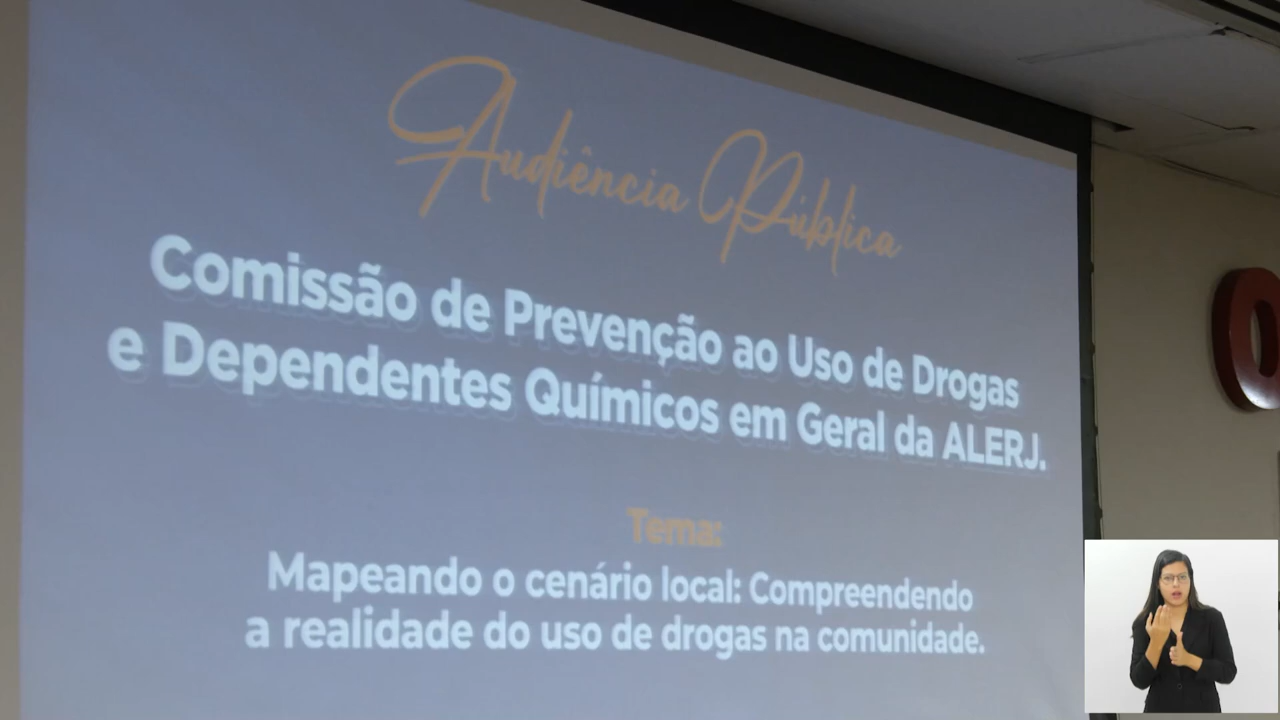 Audiência Pública
Comissão de Prevenção ao Uso de Drogas
e Dependentes Químicos em Geral da ALERJ.
Tema:
Mapeando o cenário local: Compreendendo
a realidade do uso de drogas na comunidade.